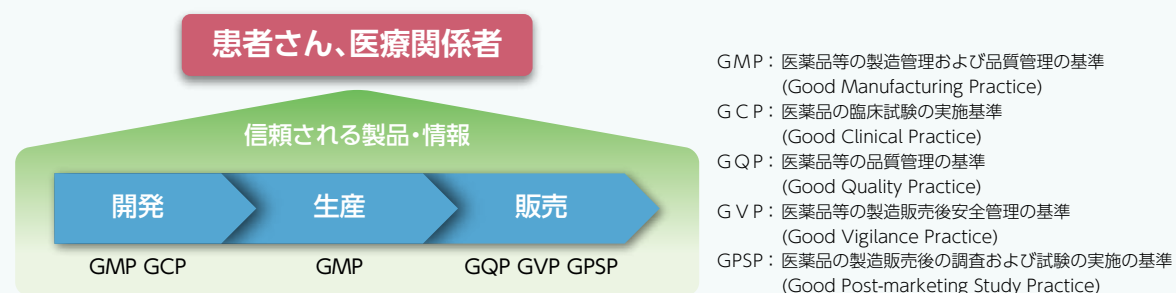 患者さん、医療関係者
信頼される製品・情報
開発
生産
販売
GMP GCP
GMP
GQP GVP GPSP
GMP：医薬品等の製造管理および品質管理の基準
(Good Manufacturing Practice)
GCP：医薬品の臨床試験の実施基準
(Good Clinical Practice)
GQP：医薬品等の品質管理の基準
(Good Quality Practice)
GVP：医薬品等の製造販売後安全管理の基準
(Good Vigilance Practice)
GPSP：医薬品の製造販売後の調査および試験の実施の基準
(Good Post-marketing Study Practice)